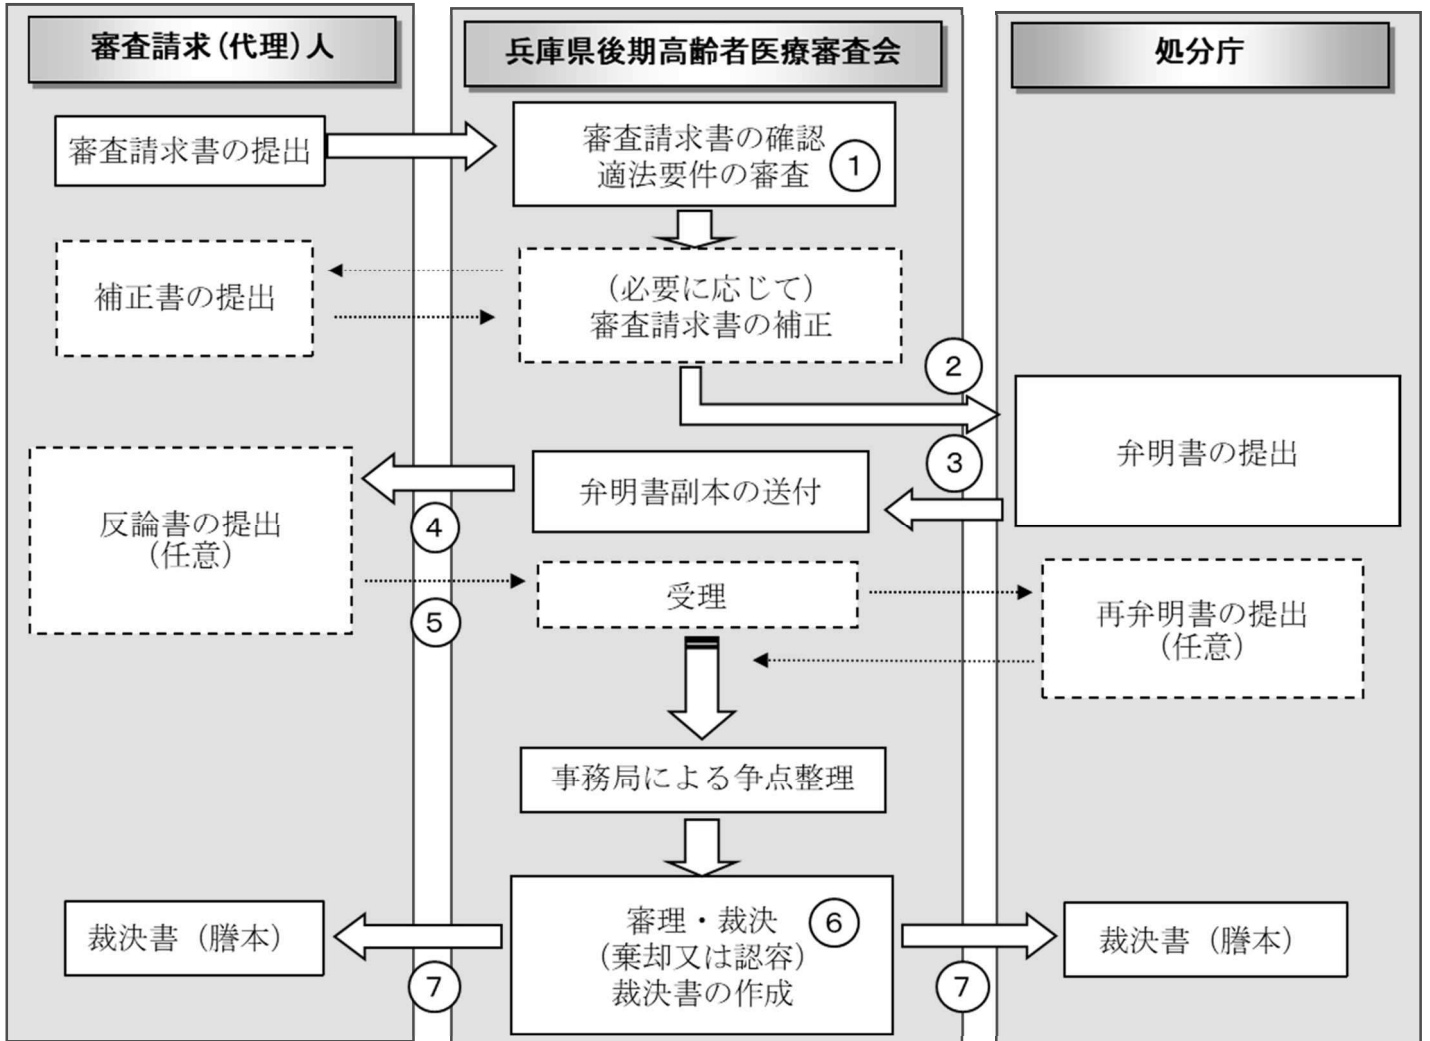 審査請求（代理）人
兵庫県後期高齢者医療審査会
処分庁
審査請求書の提出
審査請求書の確認
適法要件の審査
①
補正書の提出
（必要に応じて）
審査請求書の補正
②
弁明書の提出
③
弁明書副本の送付
④
反論書の提出
（任意）
⑤
受理
再弁明書の提出
（任意）
事務局による争点整理
審理・裁決
（棄却又は認容）
裁決書の作成
⑥
裁決書（謄本）
⑦
裁決書（謄本）
⑦